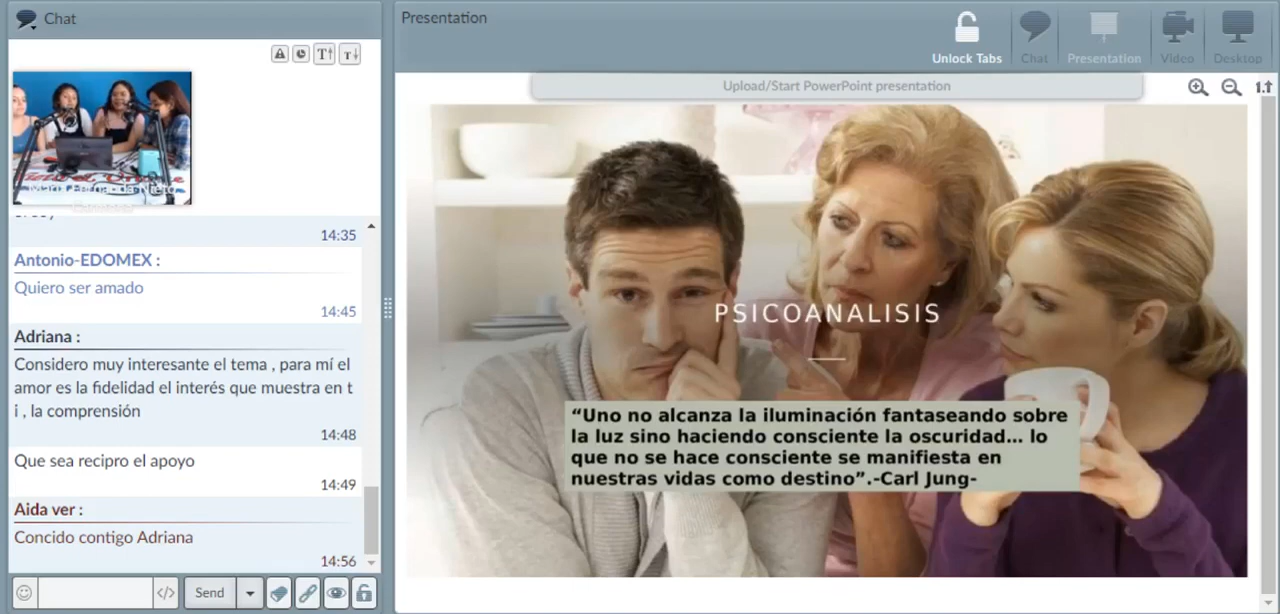 Chat
T↑
T↓
14:35
Antonio-EDOMEX :
Quiero ser amado
14:45
Adriana :
Considero muy interesante el tema , para mí el
amor es la fidelidad el interés que muestra en t
i , la comprensión
14:48
Que sea recipro el apoyo
14:49
Aida ver :
Concido contigo Adriana
14:56
</>
Send
Presentation
Unlock Tabs
Chat
Presentation
Video
Desktop
Upload/Start PowerPoint presentation
1.↑
PSICOANALISIS
“Uno no alcanza la iluminación fantaseando sobre
la luz sino haciendo consciente la oscuridad... lo
que no se hace consciente se manifiesta en
nuestras vidas como destino”.-Carl Jung-